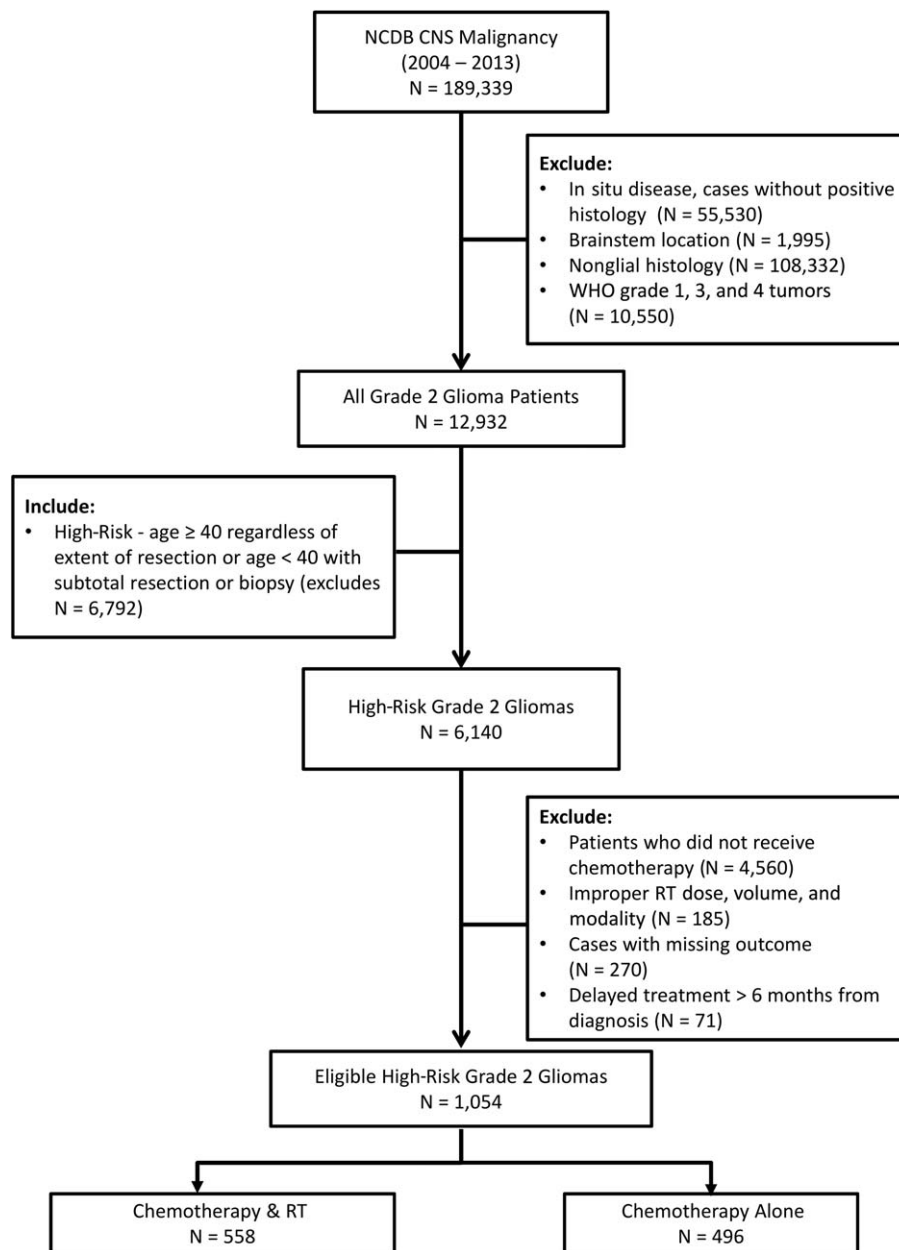 NCDB CNS Malignancy
(2004 – 2013)
N = 189,339
Exclude:
• In situ disease, cases without positive
histology (N = 55,530)
• Brainstem location (N = 1,995)
• Nonglial histology (N = 108,332)
• WHO grade 1, 3, and 4 tumors
(N = 10,550)
All Grade 2 Glioma Patients
N = 12,932
Include:
• High-Risk - age ≥ 40 regardless of
extent of resection or age < 40 with
subtotal resection or biopsy (excludes
N = 6,792)
High-Risk Grade 2 Gliomas
N = 6,140
Exclude:
• Patients who did not receive
chemotherapy (N = 4,560)
• Improper RT dose, volume, and
modality (N = 185)
• Cases with missing outcome
(N = 270)
• Delayed treatment > 6 months from
diagnosis (N = 71)
Eligible High-Risk Grade 2 Gliomas
N = 1,054
Chemotherapy & RT
N = 558
Chemotherapy Alone
N = 496